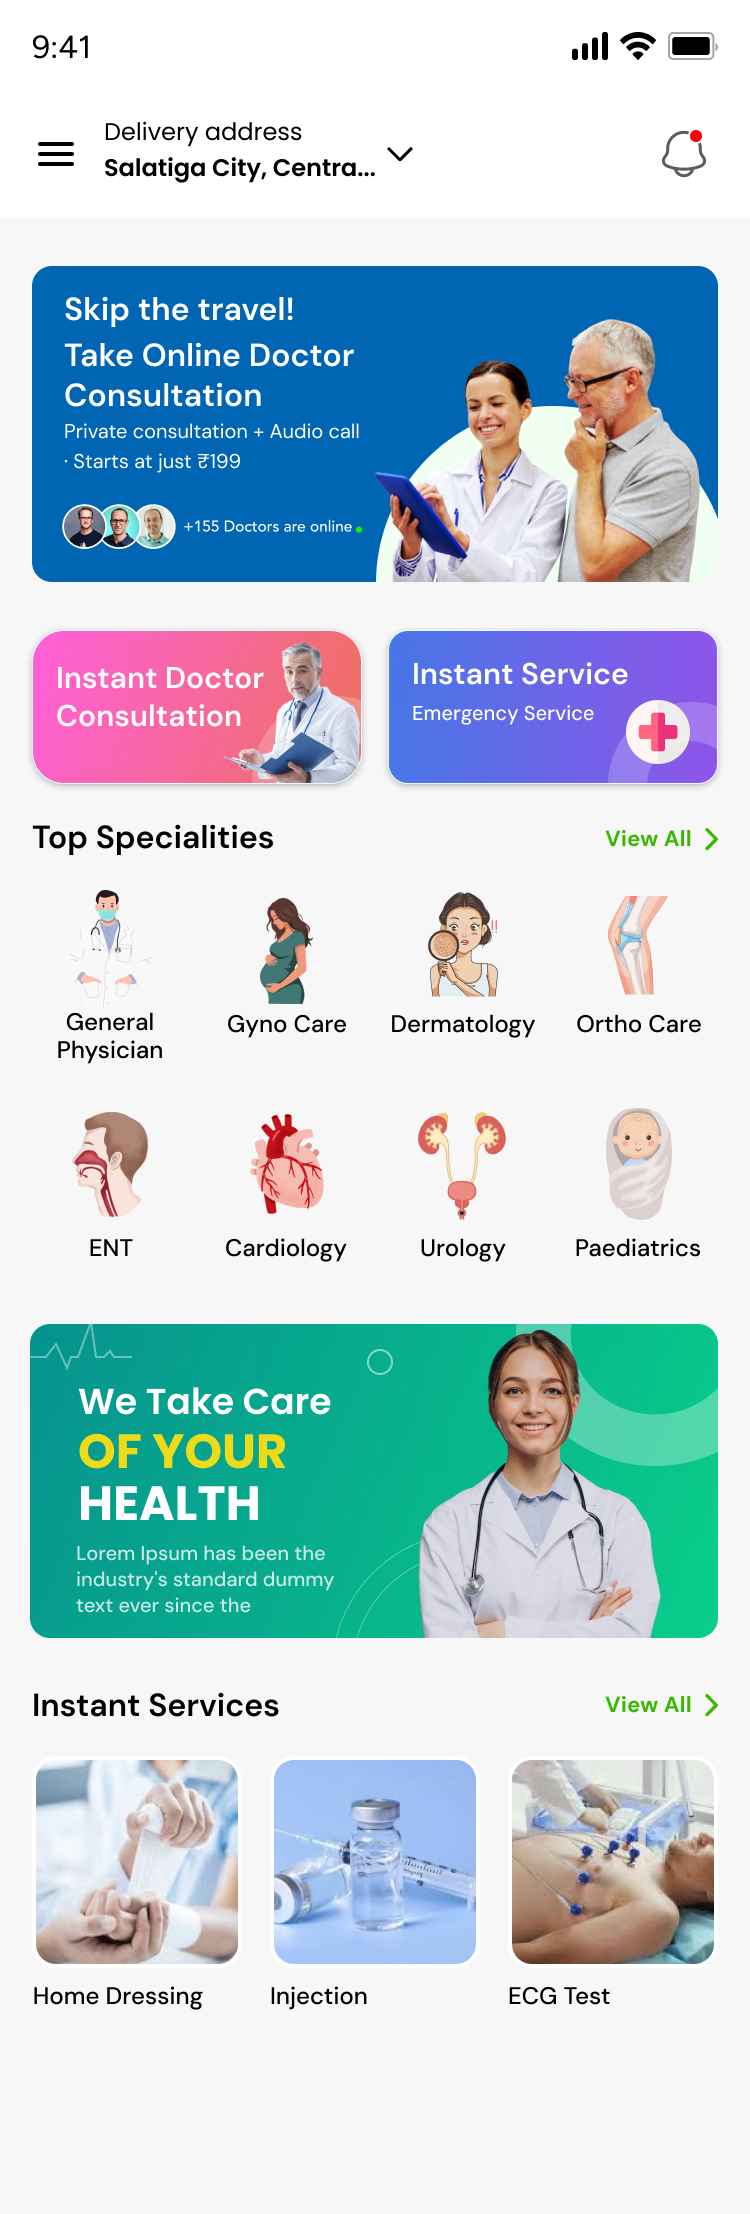 9:41
Delivery address
Salatiga City, Centra...
Skip the travel!
Take Online Doctor
Consultation
Private consultation + Audio call
· Starts at just ₹199
+155 Doctors are online
Instant Doctor
Consultation
Instant Service
Emergency Service
Top Specialities
View All
General
Physician
Gyno Care
Dermatology
Ortho Care
ENT
Cardiology
Urology
Paediatrics
We Take Care
OF YOUR
HEALTH
Lorem Ipsum has been the
industry's standard dummy
text ever since the
Instant Services
View All
Home Dressing
Injection
ECG Test